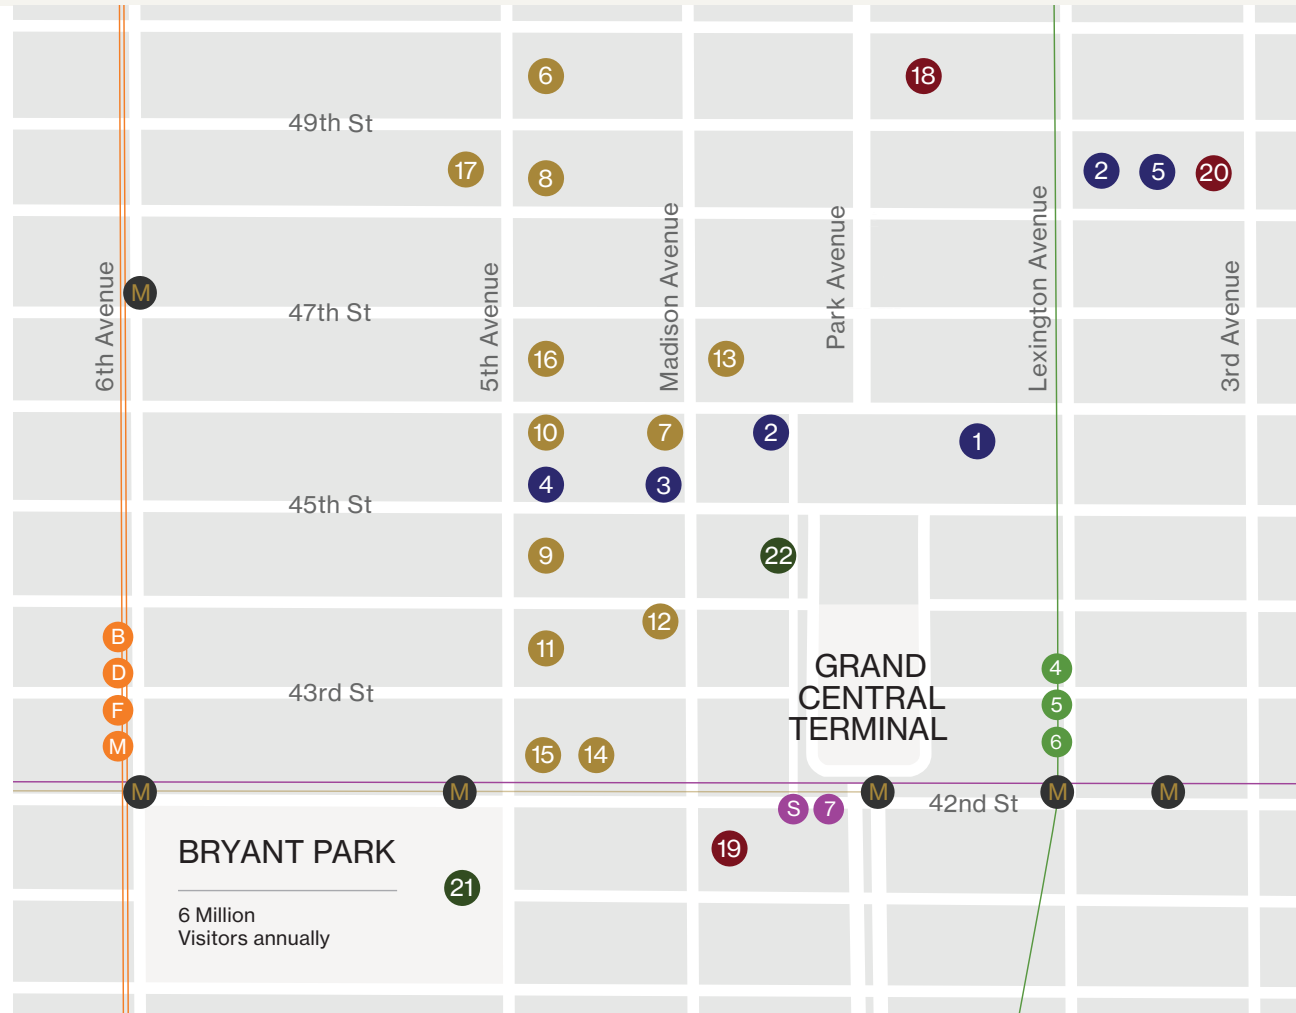 6
18
49th St
17
8
2
5
20
6th Avenue
M
5th Avenue
Madison Avenue
Park Avenue
Lexington Avenue
3rd Avenue
47th St
16
13
10
7
2
1
4
3
45th St
9
22
12
B
11
D
43rd St
F
M
GRAND
CENTRAL
TERMINAL
4
5
6
15
14
M
M
M
M
M
S
7
42nd St
19
BRYANT PARK
21
6 Million
Visitors annually